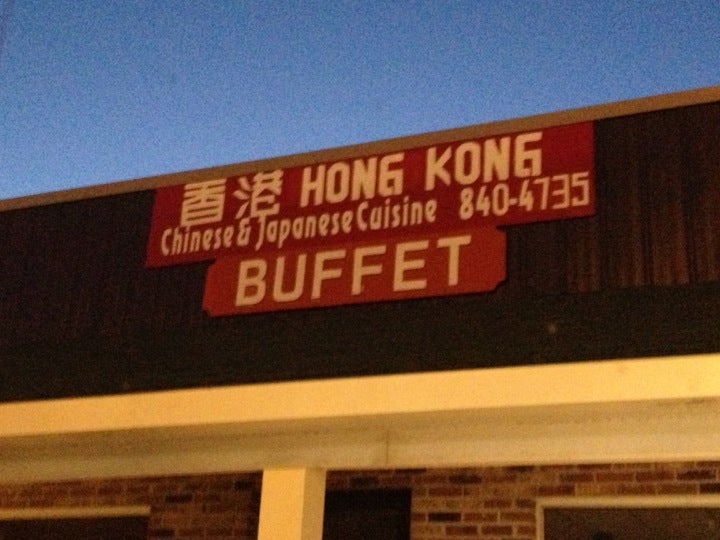 香港 HONG KONG
Chinese & Japanese Cuisine 840-4735
BUFFET